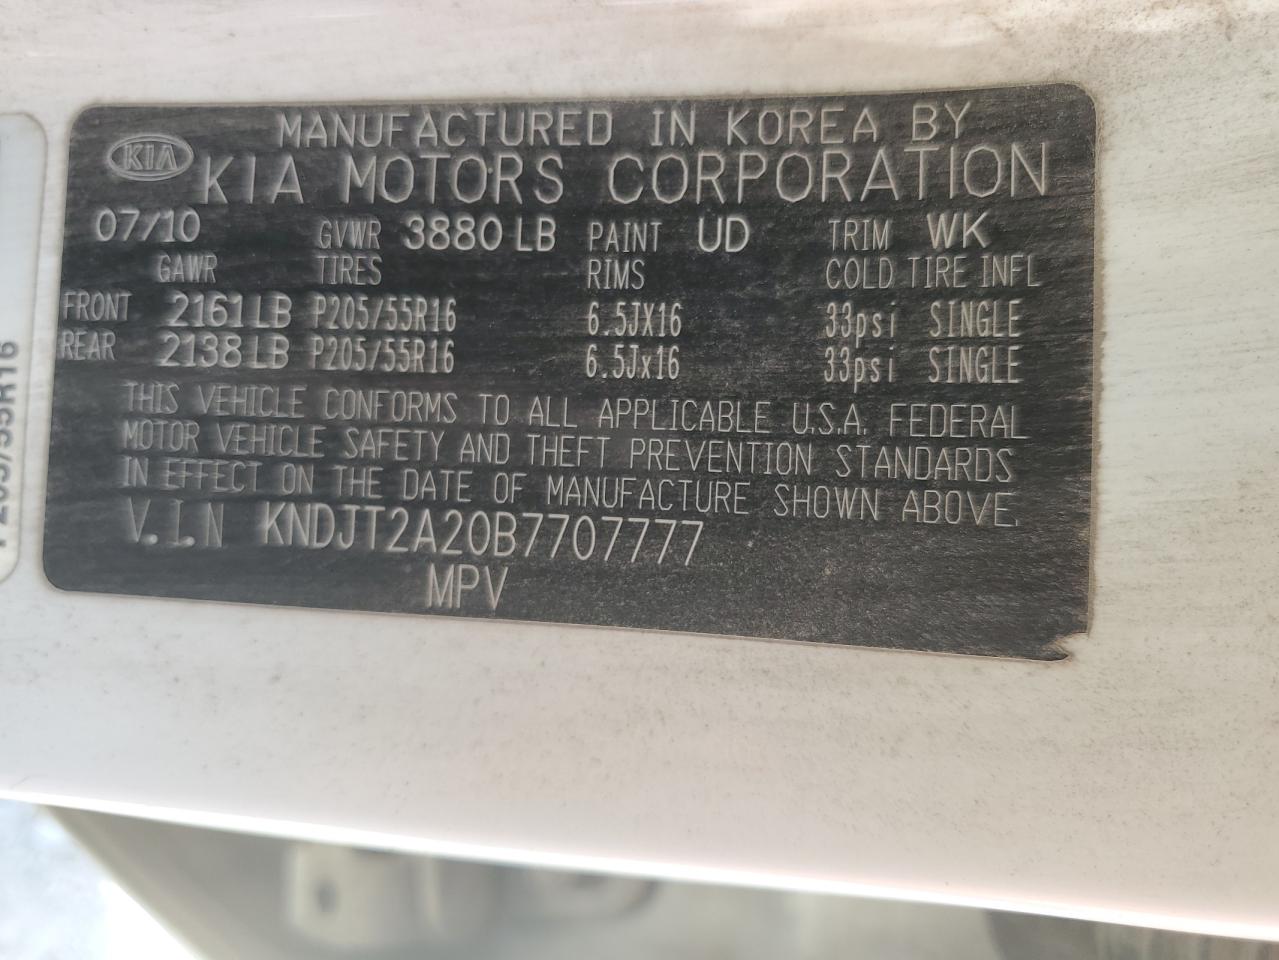 MANUFACTURED IN KOREA BY
KIA KIA MOTORS CORPORATION
07/10 GVWR 3880 LB PAINT UD TRIM WK
GAWR TIRES RIMS COLD TIRE INFL
FRONT 2161 LB P205/55R16 6.5JX16 33psi SINGLE
REAR 2138 LB P205/55R16 6.5Jx16 33psi SINGLE
THIS VEHICLE CONFORMS TO ALL APPLICABLE U.S.A. FEDERAL
MOTOR VEHICLE SAFETY AND THEFT PREVENTION STANDARDS
IN EFFECT ON THE DATE OF MANUFACTURE SHOWN ABOVE.
V.I.N KNDJT2A20B7707777
MPV
P205/55R16